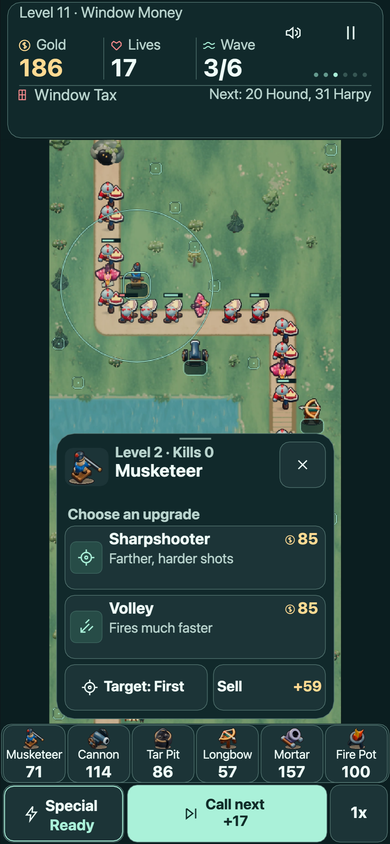 Level 11 · Window Money
Gold
Lives
Wave
186
17
3/6
Window Tax
Next: 20 Hound, 31 Harpy
Level 2 · Kills 0
Musketeer
Choose an upgrade
Sharpshooter
85
Farther, harder shots
Volley
85
Fires much faster
Target: First
Sell
+59
Musketeer
Cannon
Tar Pit
Longbow
Mortar
Fire Pot
71
114
86
57
157
100
Special
Ready
Call next
+17
1x